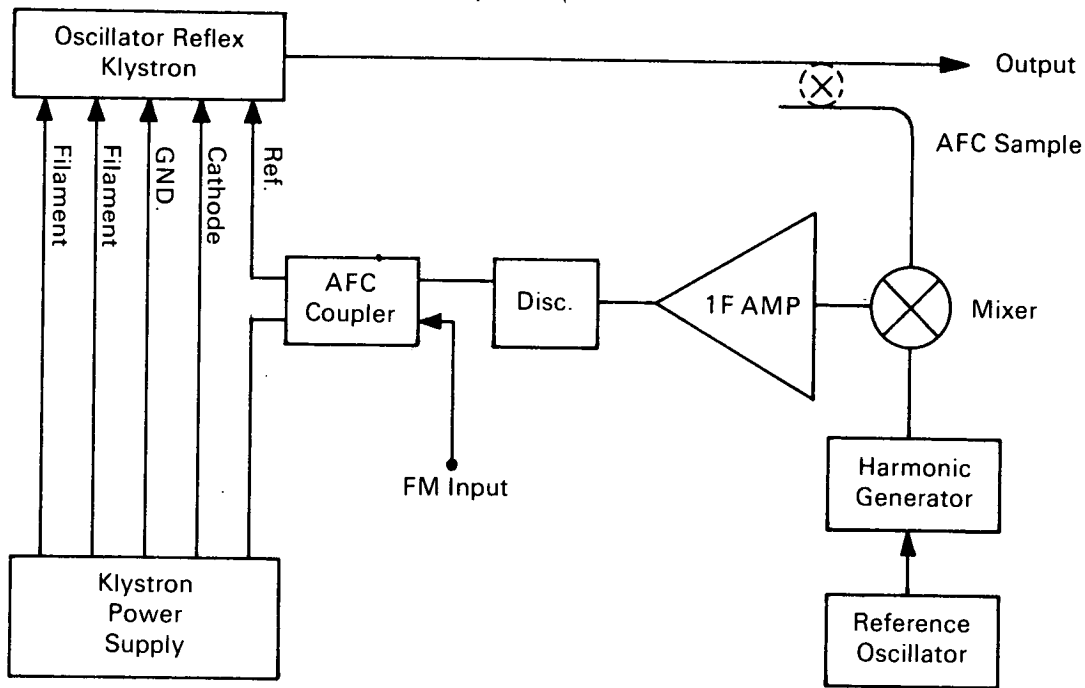 Oscillator Reflex
Klystron
Output
AFC Sample
Filament
Filament
GND.
Cathode
Ref.
AFC
Coupler
Disc.
1F AMP
Mixer
FM Input
Harmonic
Generator
Klystron
Power
Supply
Reference
Oscillator